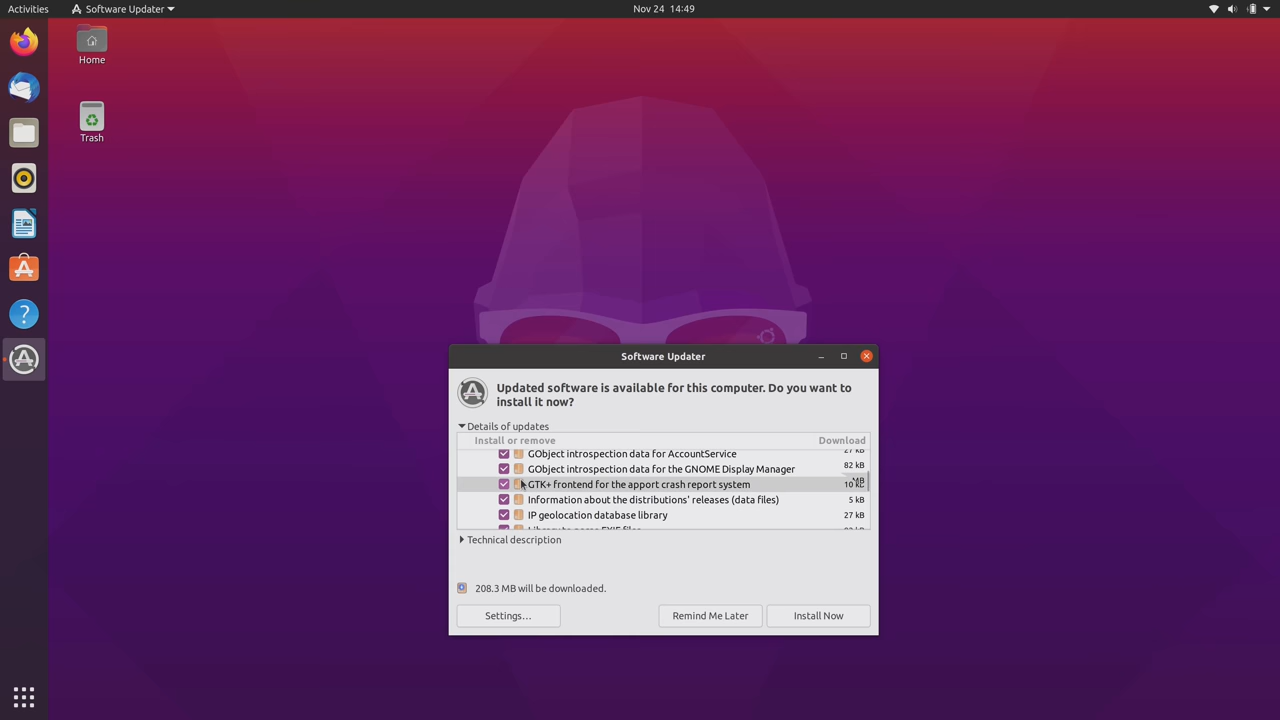 Activities
Software Updater
Nov 24 14:49
Home
Trash
Software Updater
Updated software is available for this computer. Do you want to
install it now?
Details of updates
Install or remove Download
GObject introspection data for AccountService 27 kB
GObject introspection data for the GNOME Display Manager 82 kB
GTK+ frontend for the apport crash report system 10 kB
Information about the distributions' releases (data files) 5 kB
IP geolocation database library 27 kB
Technical description
208.3 MB will be downloaded.
Settings...
Remind Me Later
Install Now